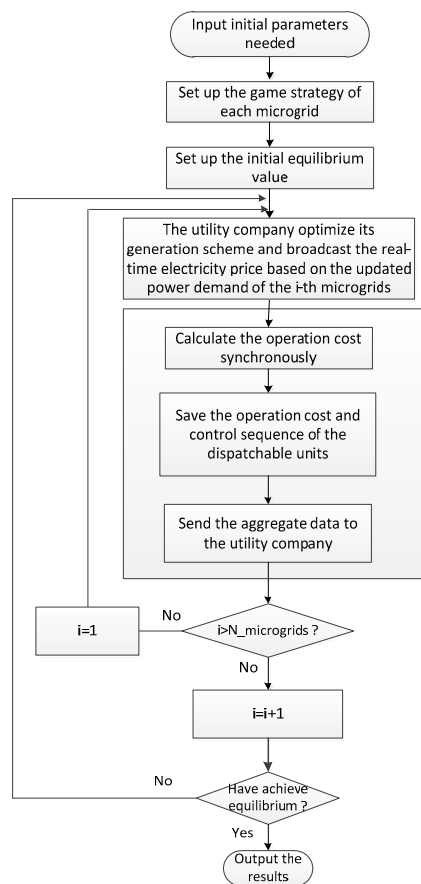 Input initial parameters
needed
Set up the game strategy of
each microgrid
Set up the initial equilibrium
value
The utility company optimize its
generation scheme and broadcast the real-
time electricity price based on the updated
power demand of the i-th microgrids
Calculate the operation cost
synchronously
Save the operation cost and
control sequence of the
dispatchable units
Send the aggregate data to
the utility company
i>N_microgrids ?
No
i=1
No
i=i+1
Have achieve
equilibrium ?
No
Yes
Output the
results